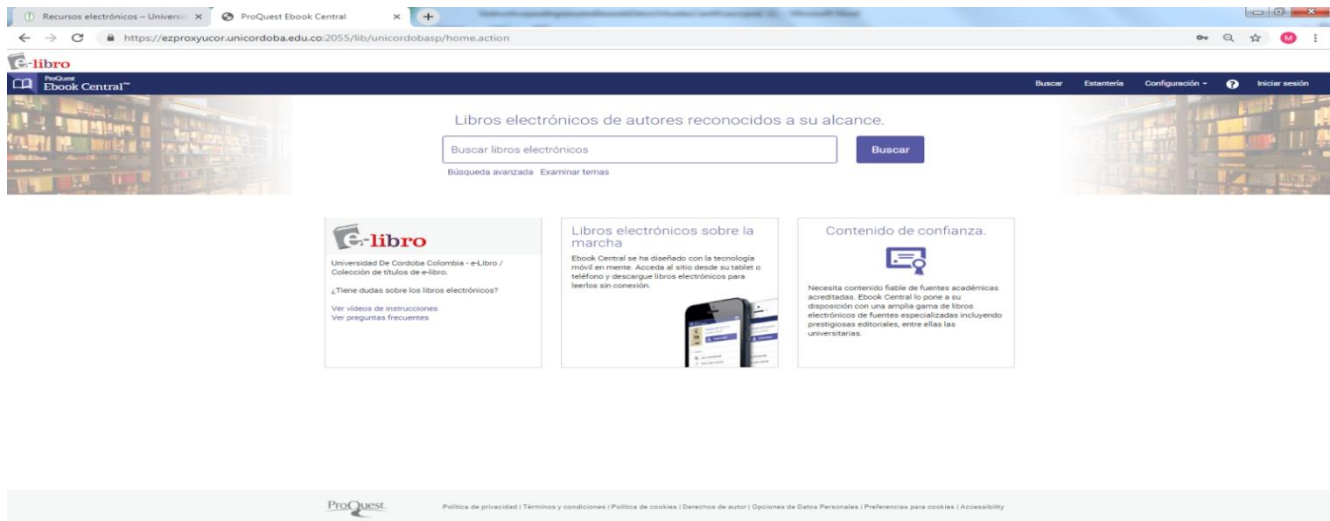 Recursos electrónicos – Universi
ProQuest Ebook Central
https://ezproxyucor.unicordoba.edu.co:2055/lib/unicordobasp/home.action
M
e-libro
ProQuest
Ebook Central™
Buscar
Estantería
Configuración
?
Iniciar sesión
Libros electrónicos de autores reconocidos a su alcance.
Buscar libros electrónicos
Buscar
Búsqueda avanzada Examinar temas
e-libro
Universidad De Cordoba Colombia - eLibro /
Colección de títulos de e-libro.
¿Tiene dudas sobre los libros electrónicos?
Ver vídeos de instrucciones
Ver preguntas frecuentes
Libros electrónicos sobre la
marcha
Ebook Central se ha diseñado con la tecnología
móvil en mente. Acceda al sitio desde su tablet o
teléfono y descargue libros electrónicos para
leerlos sin conexión.
Contenido de confianza.
Necesita contenido fiable de fuentes académicas
acreditadas. Ebook Central lo pone a su
disposición con una amplia gama de libros
electrónicos de fuentes especializadas incluyendo
prestigiosas editoriales, entre ellas las
universitarias.
ProQuest
Política de privacidad | Términos y condiciones | Política de cookies | Derechos de autor | Opciones de Datos Personales | Preferencias para cookies | Accessibility